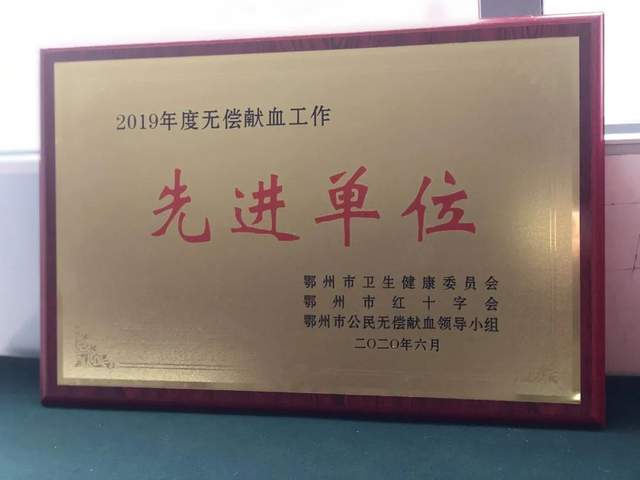 2019年度无偿献血工作
先进单位
鄂州市卫生健康委员会
鄂州市红十字会
鄂州市公民无偿献血领导小组
二〇二〇年六月